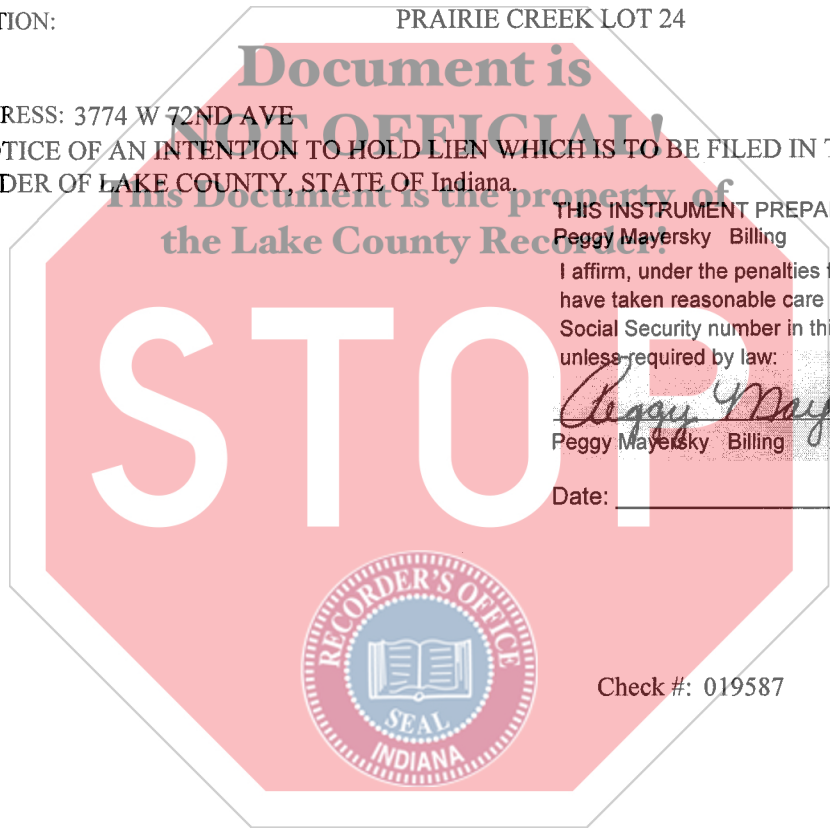 TION: PRAIRIE CREEK LOT 24
Document is
RESS: 3774 W 72ND AVE
NOT OFFICIAL!
TICE OF AN INTENTION TO HOLD LIEN WHICH IS TO BE FILED IN T
DER OF LAKE COUNTY, STATE OF Indiana.
This Document is the property of
THIS INSTRUMENT PREPA
the Lake County Recorder!
Peggy Mayersky Billing
I affirm, under the penalties f
have taken reasonable care
Social Security number in thi
unless required by law:
STOP
Peggy May
Peggy Mayersky Billing
Date:
RECORDER'S OFFICE
SEAL
INDIANA
Check #: 019587